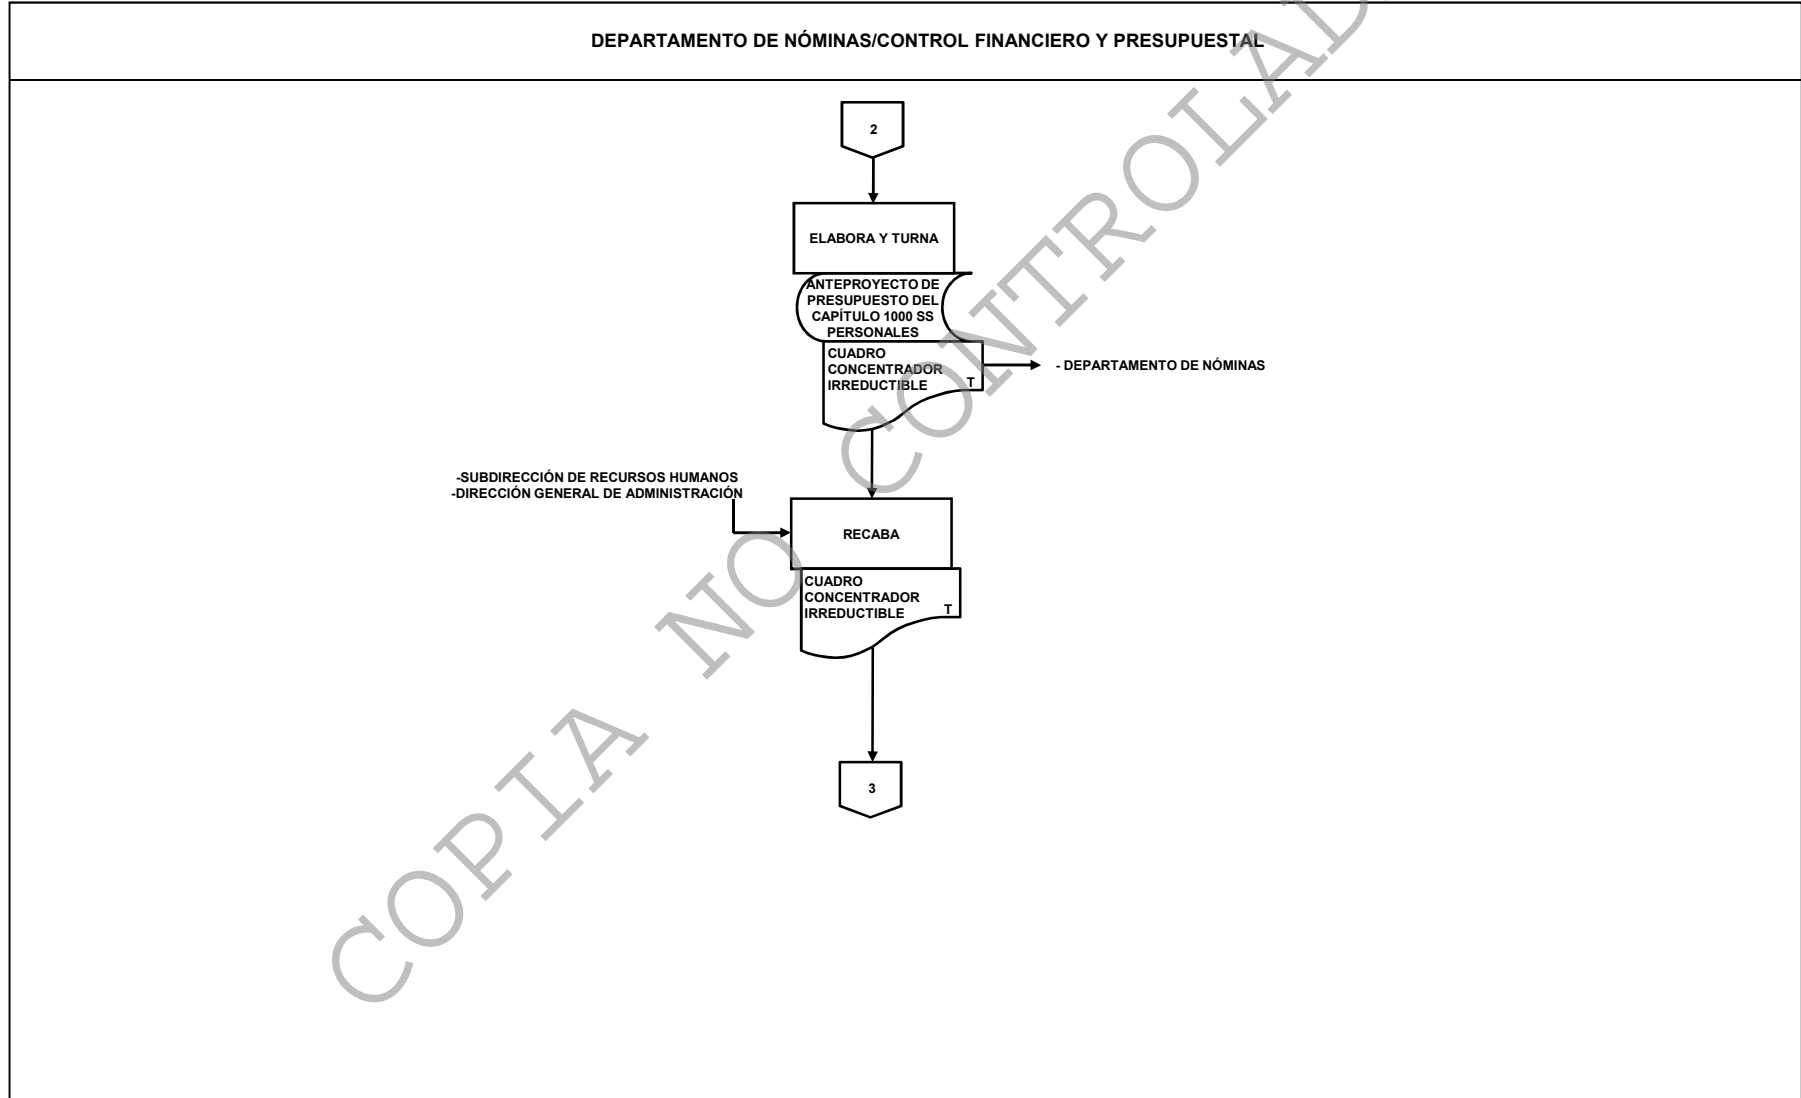 DEPARTAMENTO DE NÓMINAS/CONTROL FINANCIERO Y PRESUPUESTAL
2
ELABORA Y TURNA
ANTEPROYECTO DE
PRESUPUESTO DEL
CAPÍTULO 1000 SS
PERSONALES
CUADRO
CONCENTRADOR
IRREDUCTIBLE
T
- DEPARTAMENTO DE NÓMINAS
-SUBDIRECCIÓN DE RECURSOS HUMANOS
-DIRECCIÓN GENERAL DE ADMINISTRACIÓN
RECABA
CUADRO
CONCENTRADOR
IRREDUCTIBLE
T
3
COPIA NO CONTROLAD